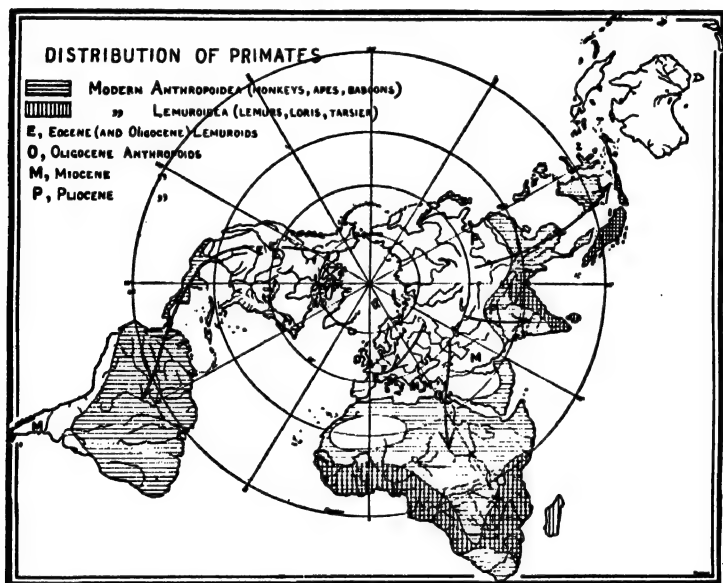 DISTRIBUTION OF PRIMATES
MODERN ANTHROPOIDEA (MONKEYS, APES, BABOONS)
„ LEMUROIDEA (LEMURS, LORIS, TARSIER)
E, EOCENE (AND OLIGOCENE) LEMUROIDS
O, OLIGOCENE ANTHROPOIDS
M, MIOCENE „
P, PLIOCENE „
M
M